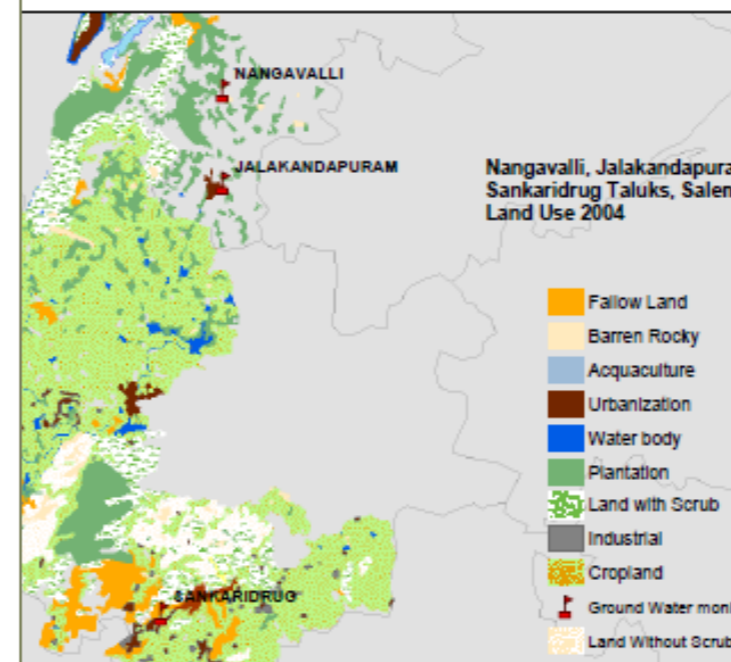 NANGAVALLI
JALAKANDAPURAM
Nangavalli, Jalakandapura
Sankaridrug Taluks, Salen
Land Use 2004
Fallow Land
Barren Rocky
Acquaculture
Urbanization
Water body
Plantation
Land with Scrub
Industrial
Cropland
SANKARIDRUG
Ground Water moni
Land Without Scrub